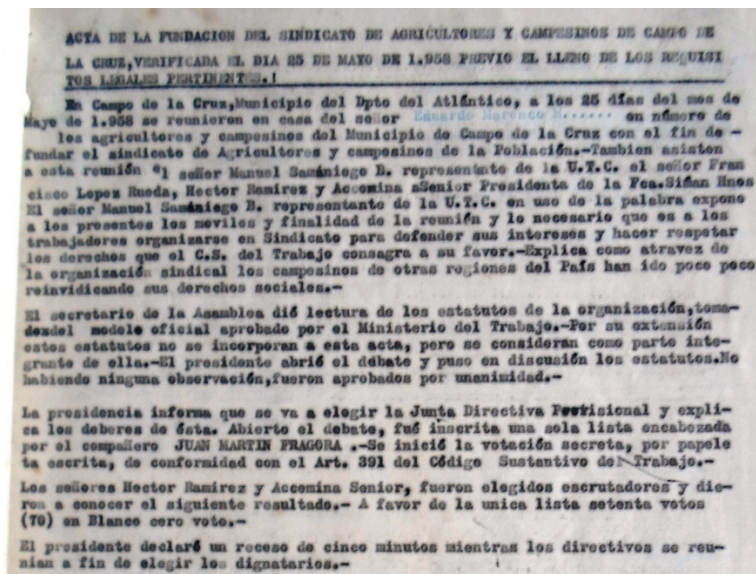 ACTA DE LA FUNDACION DEL SINDICATO DE AGRICULTORES Y CAMPESINOS DE CAMPO DE
LA CRUZ,VERIFICADA EL DIA 25 DE MAYO DE 1.958 PREVIO EL LLENO DE LOS REQUISI
TOS LEGALES PERTINENTES.!
En Campo de la Cruz,Municipio del Dpto del Atlántico, a los 25 días del mes de
Mayo de 1.958 se reunieron en casa del señor Eduardo Marenco M...... en número de
los agricultores y campesinos del Municipio de Campo de la Cruz con el fin de -
fundar el sindicato de Agricultores y campesinos de la Población.-Tambien asisten
a esta reunión "l señor Manuel Samániego B. representante de la U.T.C. el señor Fran
cisco Lopez Rueda, Hector Ramirez y Accomina sSenior Presidenta de la Fca.Siman Hnos
El señor Manuel Samániego B. representante de la U.T.C. en uso de la palabra expone
a los presentes los moviles y finalidad de la reunión y lo necesario que es a los
trabajadores organizarse en Sindicato para defender sus intereses y hacer respetar
los derechos que el C.S. del Trabajo consagra a su favor.-Explica como atravez de
la organización sindical los campesinos de otras regiones del País han ido poco poco
reinvidicando sus derechos sociales.-
El secretario de la Asamblea dió lectura de los estatutos de la organización,toma-
dosdel modelo oficial aprobado por el Ministerio del Trabajo.-Por su extensión
estos estatutos no se incorporan a esta acta, pero se consideran como parte inte-
grante de ella.-El presidente abrió el debate y puso en discusión los estatutos.No
habiendo ninguna observación,fueron aprobados por unanimidad.-
La presidencia informa que se va a elegir la Junta Directiva Provisional y expli-
ca los deberes de ésta. Abierto el debate, fué inscrita una sola lista encabezada
por el compañero JUAN MARTIN FRAGORA .-Se inició la votación secreta, por papele
ta escrita, de conformidad con el Art. 391 del Código Sustantivo del Trabajo.-
Los señores Hector Ramirez y Accomina Senior, fueron elegidos escrutadores y die-
ron a conocer el siguiente resultado.- A favor de la unica lista setenta votos
(70) en Blanco cero voto.-
El presidente declaró un receso de cinco minutos mientras los directivos se reu-
nian a fin de elegir los dignatarios.-